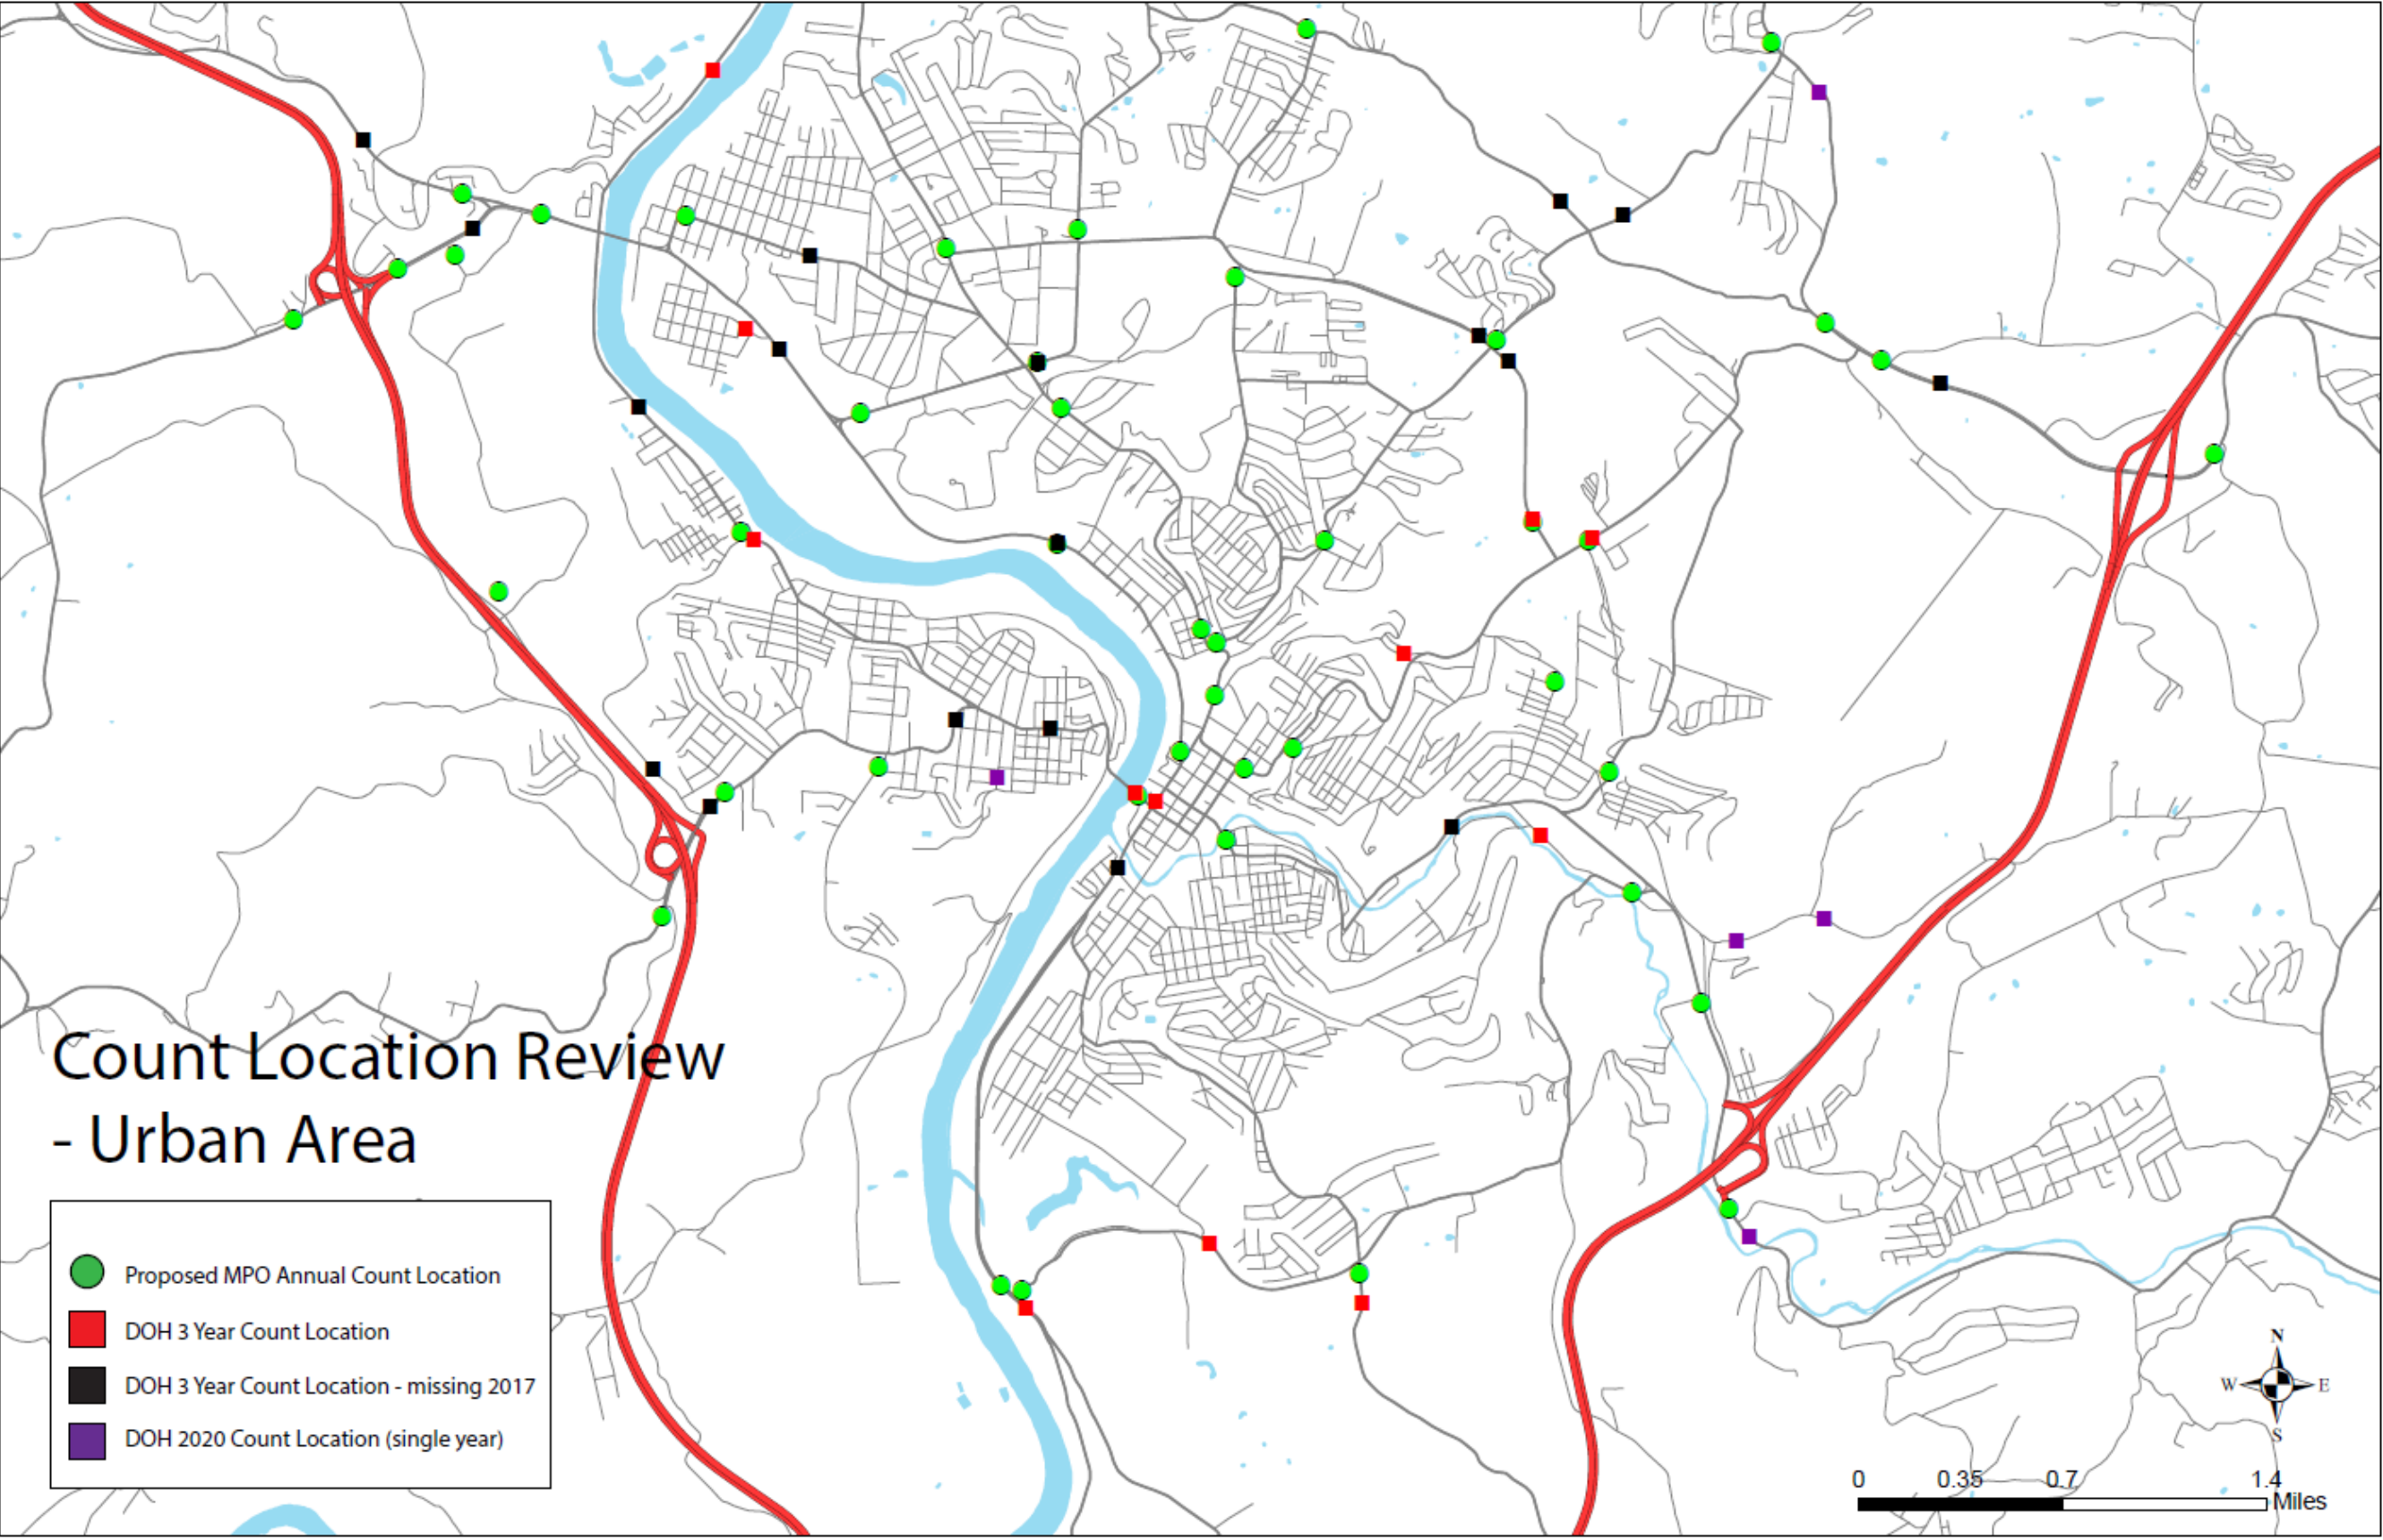 Count Location Review
- Urban Area
Proposed MPO Annual Count Location
DOH 3 Year Count Location
DOH 3 Year Count Location - missing 2017
DOH 2020 Count Location (single year)
N
W E
S
0 0.35 0.7 1.4
Miles